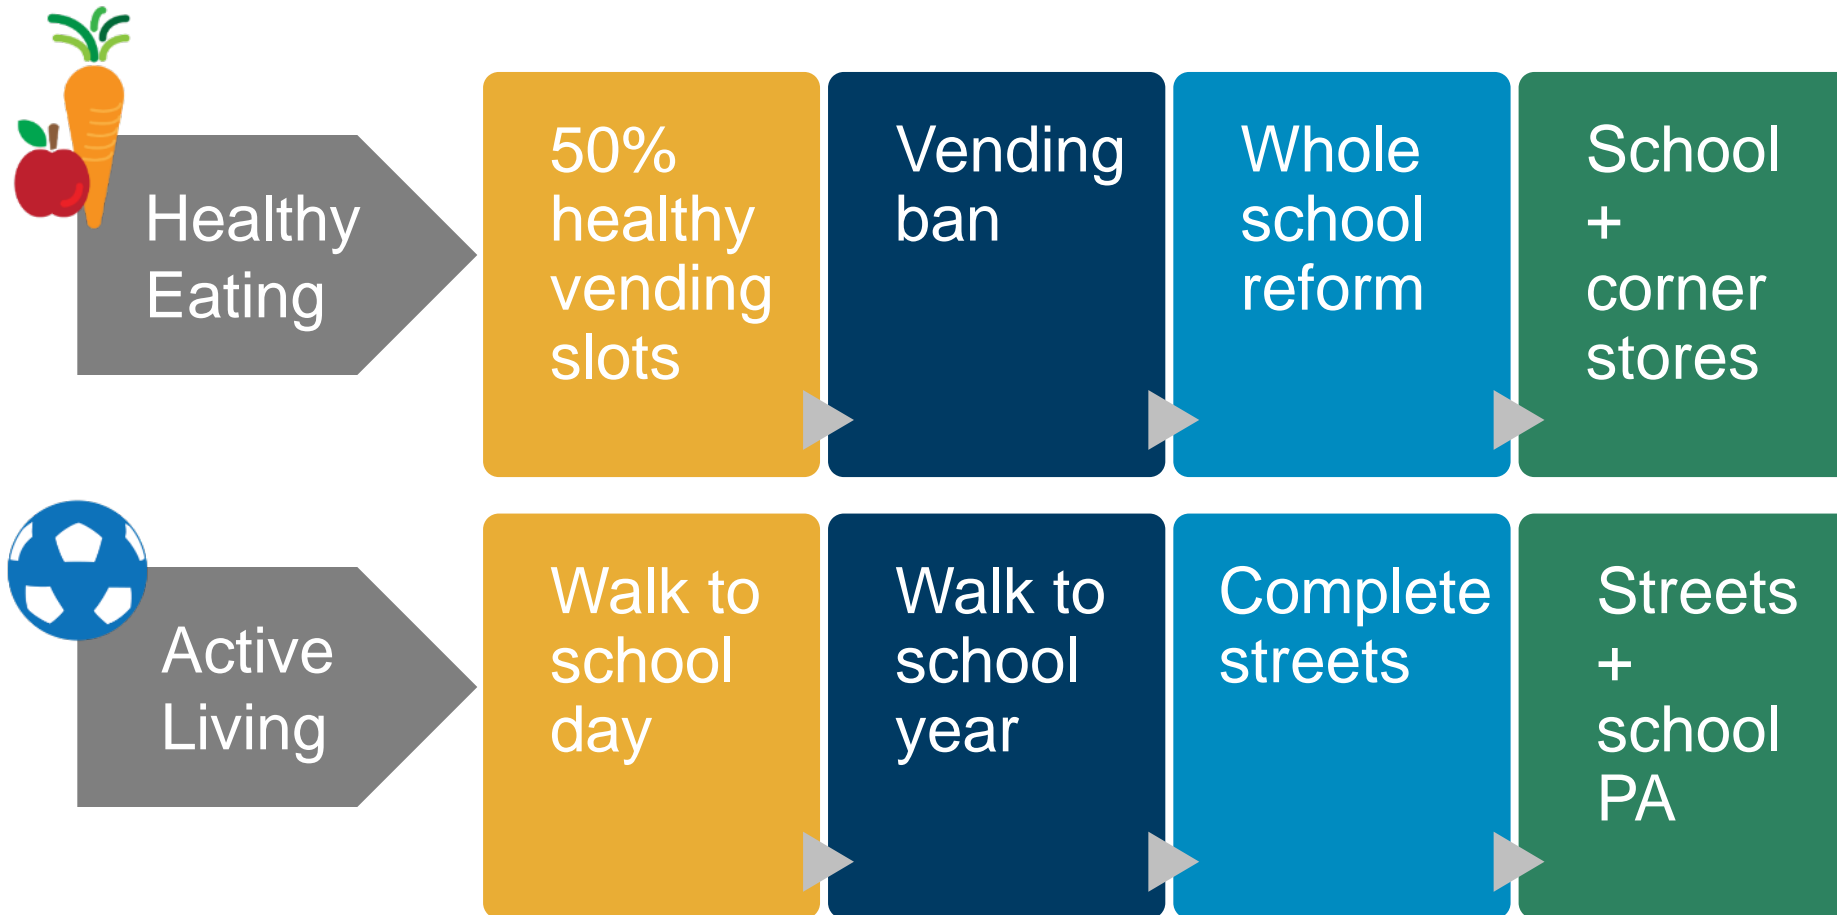 Healthy
Eating
50%
healthy
vending
slots
Vending
ban
Whole
school
reform
School
+
corner
stores
Active
Living
Walk to
school
day
Walk to
school
year
Complete
streets
Streets
+
school
PA